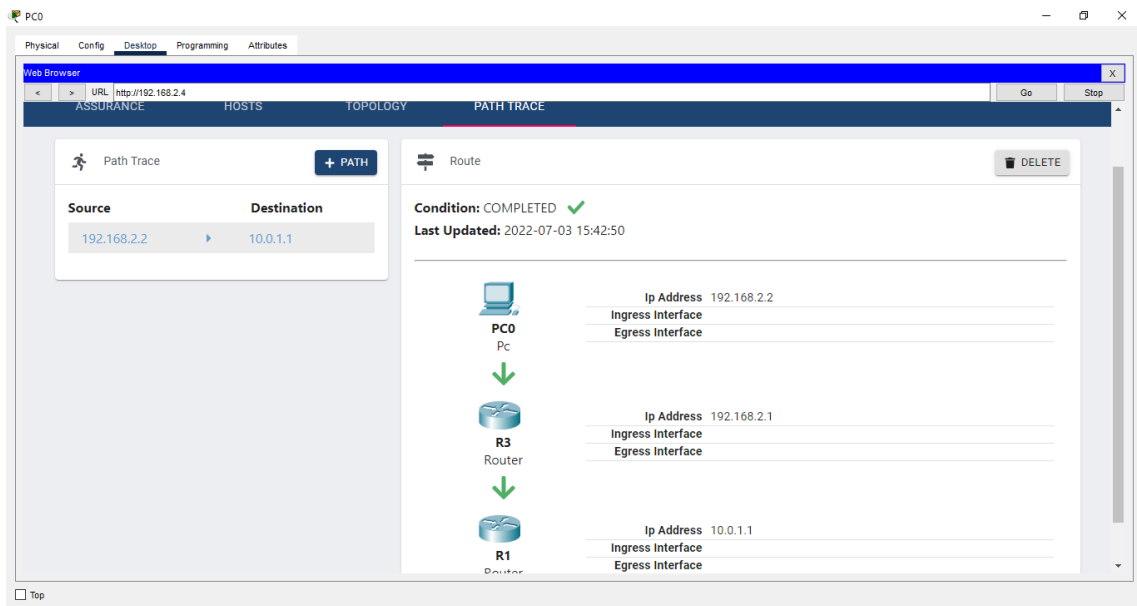 PC0
Physical Config Desktop Programming Attributes
Web Browser X
< > URL http://192.168.2.4 Go Stop
ASSURANCE HOSTS TOPOLOGY PATH TRACE
Path Trace + PATH
Source Destination
192.168.2.2 10.0.1.1
Route DELETE
Condition: COMPLETED
Last Updated: 2022-07-03 15:42:50
PC0
Pc
Ip Address 192.168.2.2
Ingress Interface
Egress Interface
R3
Router
Ip Address 192.168.2.1
Ingress Interface
Egress Interface
R1
Router
Ip Address 10.0.1.1
Ingress Interface
Egress Interface
Top